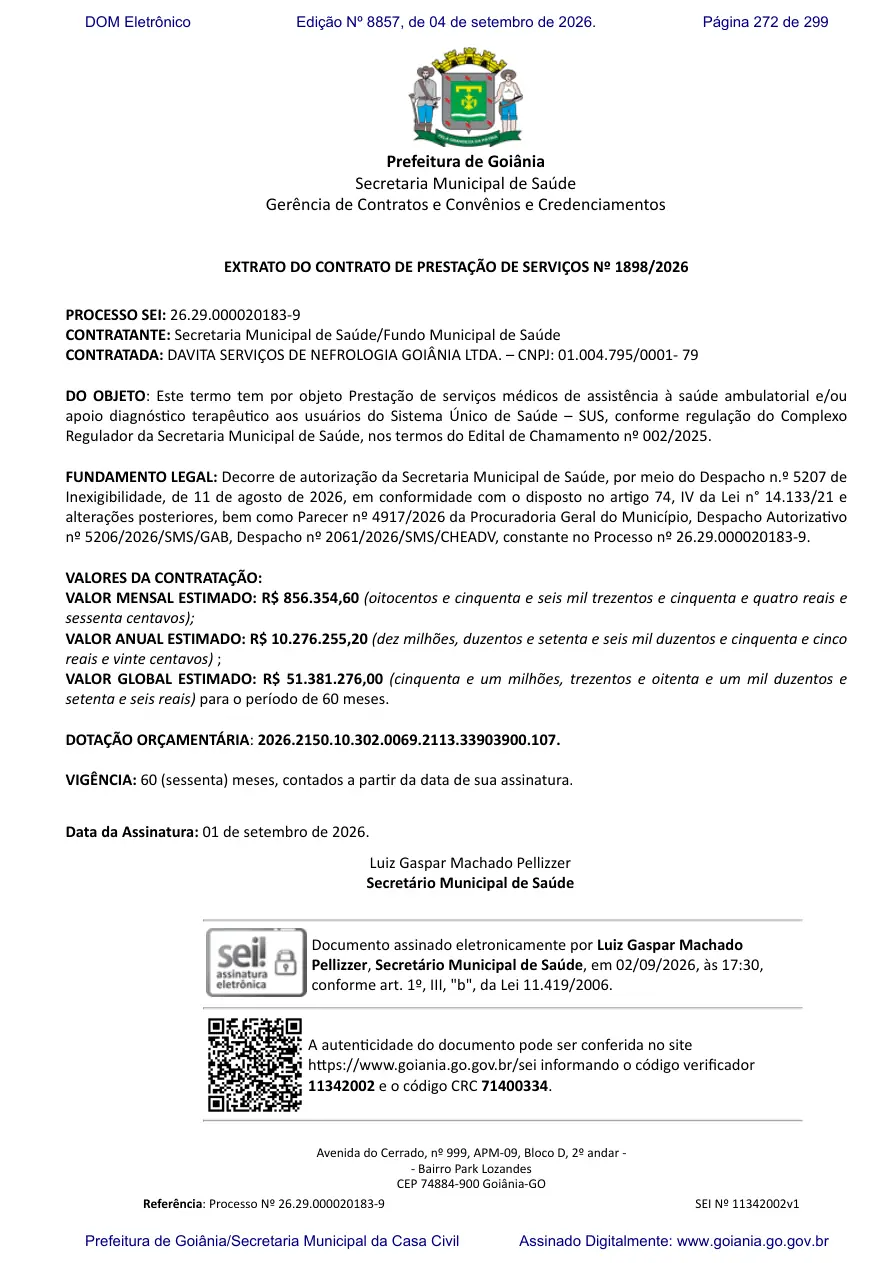 DOM Eletrônico Edição Nº 8857, de 04 de setembro de 2026. Página 272 de 299
PELA GRANDEZA DA PÁTRIA
Prefeitura de Goiânia
Secretaria Municipal de Saúde
Gerência de Contratos e Convênios e Credenciamentos
EXTRATO DO CONTRATO DE PRESTAÇÃO DE SERVIÇOS Nº 1898/2026
PROCESSO SEI: 26.29.000020183-9
CONTRATANTE: Secretaria Municipal de Saúde/Fundo Municipal de Saúde
CONTRATADA: DAVITA SERVIÇOS DE NEFROLOGIA GOIÂNIA LTDA. – CNPJ: 01.004.795/0001- 79
DO OBJETO: Este termo tem por objeto Prestação de serviços médicos de assistência à saúde ambulatorial e/ou
apoio diagnóstico terapêutico aos usuários do Sistema Único de Saúde – SUS, conforme regulação do Complexo
Regulador da Secretaria Municipal de Saúde, nos termos do Edital de Chamamento nº 002/2025.
FUNDAMENTO LEGAL: Decorre de autorização da Secretaria Municipal de Saúde, por meio do Despacho n.º 5207 de
Inexigibilidade, de 11 de agosto de 2026, em conformidade com o disposto no artigo 74, IV da Lei n° 14.133/21 e
alterações posteriores, bem como Parecer nº 4917/2026 da Procuradoria Geral do Município, Despacho Autorizativo
nº 5206/2026/SMS/GAB, Despacho nº 2061/2026/SMS/CHEADV, constante no Processo nº 26.29.000020183-9.
VALORES DA CONTRATAÇÃO:
VALOR MENSAL ESTIMADO: R$ 856.354,60 (oitocentos e cinquenta e seis mil trezentos e cinquenta e quatro reais e
sessenta centavos);
VALOR ANUAL ESTIMADO: R$ 10.276.255,20 (dez milhões, duzentos e setenta e seis mil duzentos e cinquenta e cinco
reais e vinte centavos) ;
VALOR GLOBAL ESTIMADO: R$ 51.381.276,00 (cinquenta e um milhões, trezentos e oitenta e um mil duzentos e
setenta e seis reais) para o período de 60 meses.
DOTAÇÃO ORÇAMENTÁRIA: 2026.2150.10.302.0069.2113.33903900.107.
VIGÊNCIA: 60 (sessenta) meses, contados a partir da data de sua assinatura.
Data da Assinatura: 01 de setembro de 2026.
Luiz Gaspar Machado Pellizzer
Secretário Municipal de Saúde
sei!
assinatura
eletrônica
Documento assinado eletronicamente por Luiz Gaspar Machado
Pellizzer, Secretário Municipal de Saúde, em 02/09/2026, às 17:30,
conforme art. 1º, III, "b", da Lei 11.419/2006.
A autenticidade do documento pode ser conferida no site
https://www.goiania.go.gov.br/sei informando o código verificador
11342002 e o código CRC 71400334.
Avenida do Cerrado, nº 999, APM-09, Bloco D, 2º andar -
- Bairro Park Lozandes
CEP 74884-900 Goiânia-GO
Referência: Processo Nº 26.29.000020183-9 SEI Nº 11342002v1
Prefeitura de Goiânia/Secretaria Municipal da Casa Civil Assinado Digitalmente: www.goiania.go.gov.br